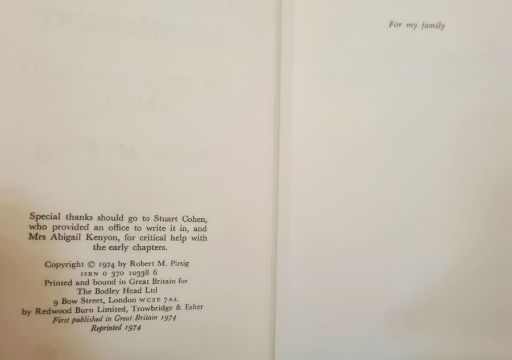 Special thanks should go to Stuart Cohen,
who provided an office to write it in, and
Mrs Abigail Kenyon, for critical help with
the early chapters.
Copyright © 1974 by Robert M. Pirsig
ISBN 0 370 10338 6
Printed and bound in Great Britain for
The Bodley Head Ltd
9 Bow Street, London WC2E 7AL
by Redwood Burn Limited, Trowbridge & Esher
First published in Great Britain 1974
Reprinted 1974
For my family